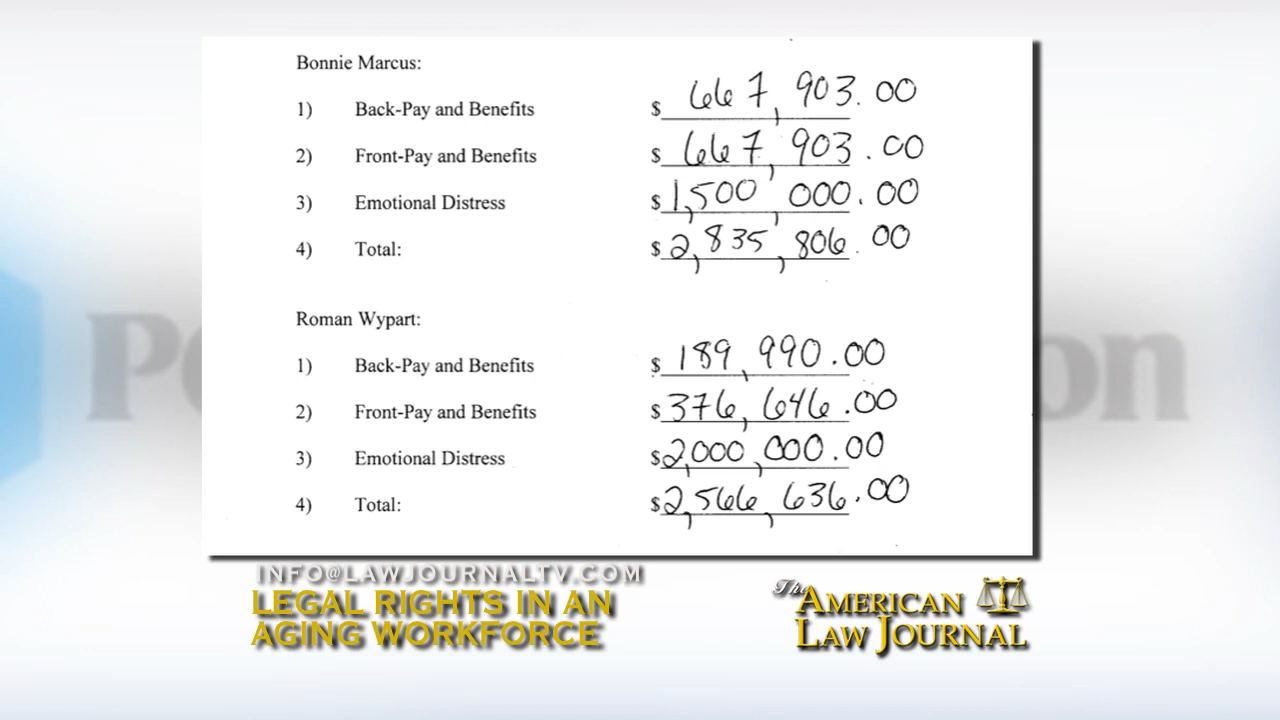 Bonnie Marcus:
1) Back-Pay and Benefits $ 667,903.00
2) Front-Pay and Benefits $ 667,903.00
3) Emotional Distress $ 1,500,000.00
4) Total: $ 2,835,806.00
Roman Wypart:
1) Back-Pay and Benefits $ 189,990.00
2) Front-Pay and Benefits $ 376,646.00
3) Emotional Distress $ 2,000,000.00
4) Total: $ 2,566,636.00
INFO@LAWJOURNALTV.COM
LEGAL RIGHTS IN AN
AGING WORKFORCE
The
AMERICAN
LAW JOURNAL